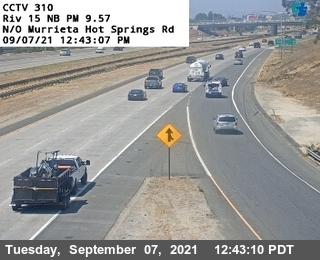 CCTV 310
Riv 15 NB PM 9.57
N/O Murrieta Hot Springs Rd
09/07/21 12:43:07 PM
Tuesday, September 07, 2021 12:43:10 PDT